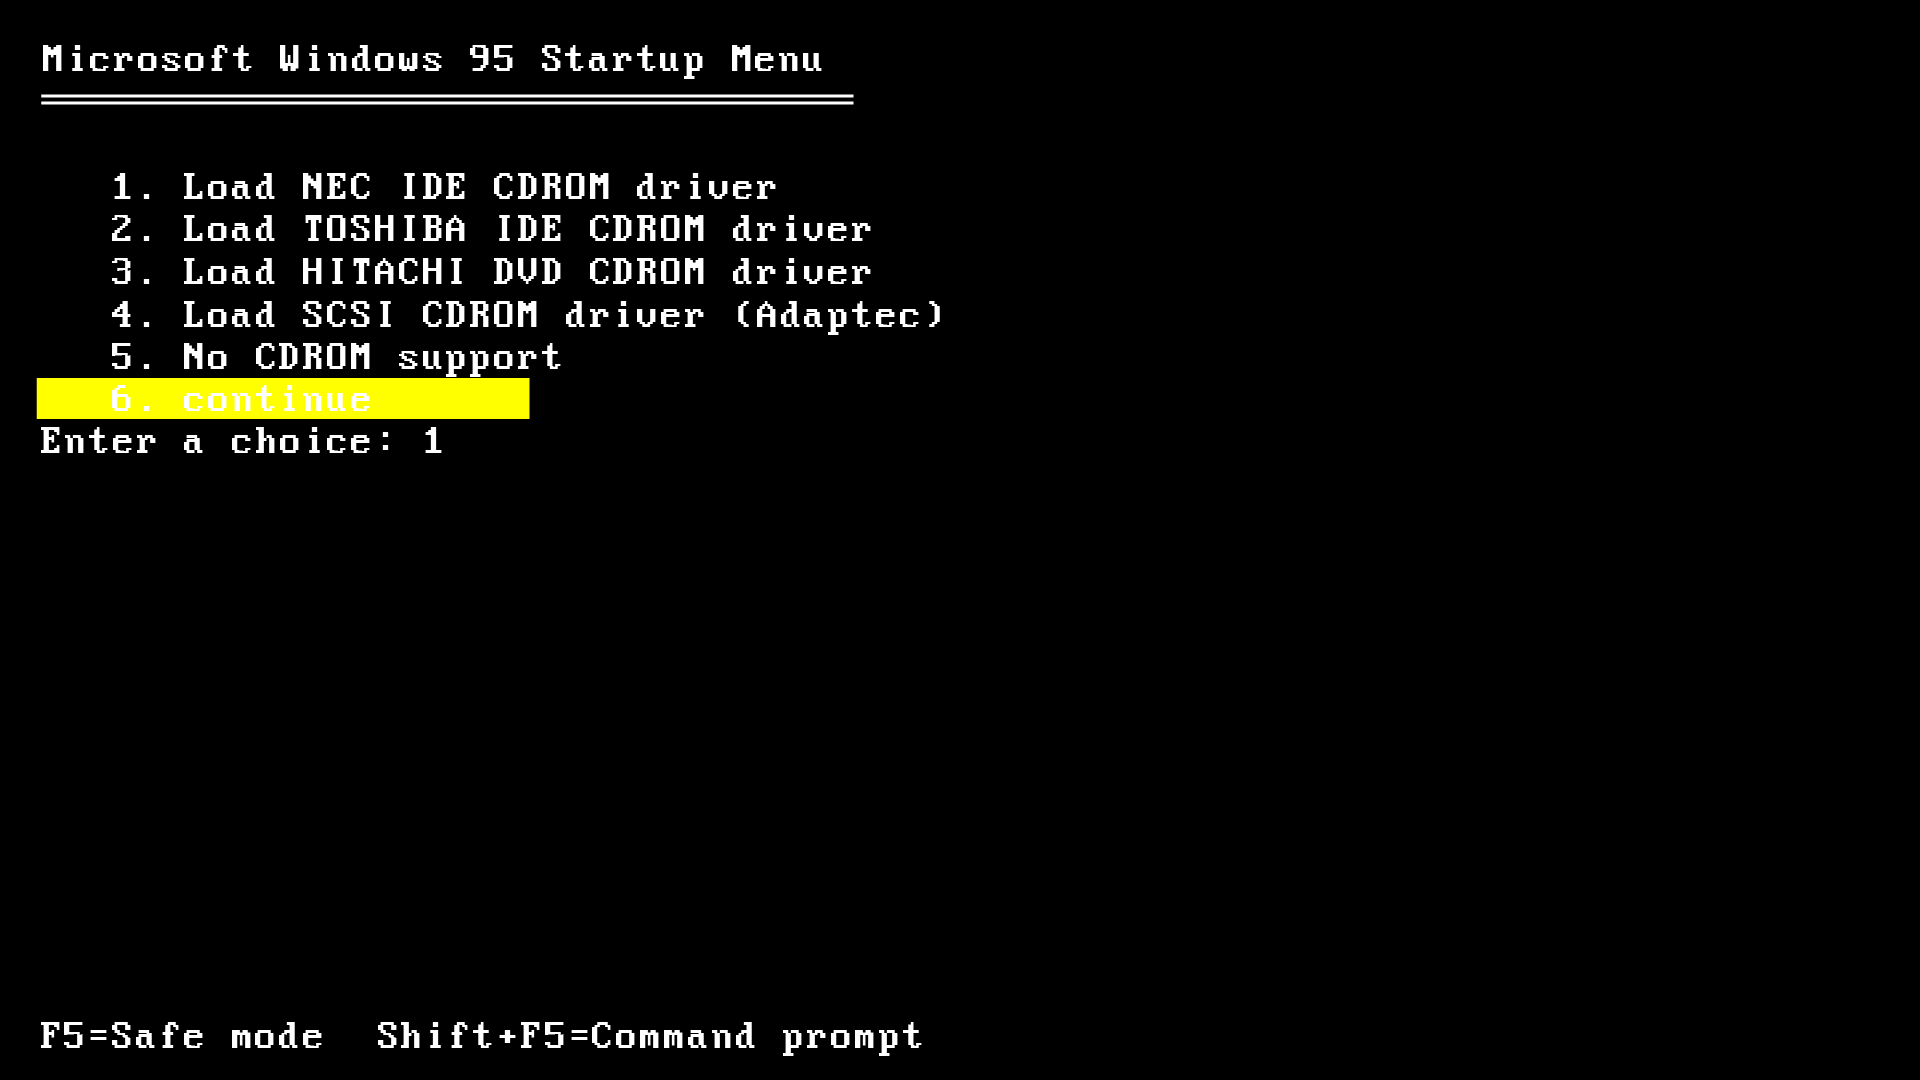 Microsoft Windows 95 Startup Menu
1. Load NEC IDE CDROM driver
2. Load TOSHIBA IDE CDROM driver
3. Load HITACHI DVD CDROM driver
4. Load SCSI CDROM driver (Adaptec)
5. No CDROM support
6. continue
Enter a choice: 1
F5=Safe mode Shift+F5=Command prompt